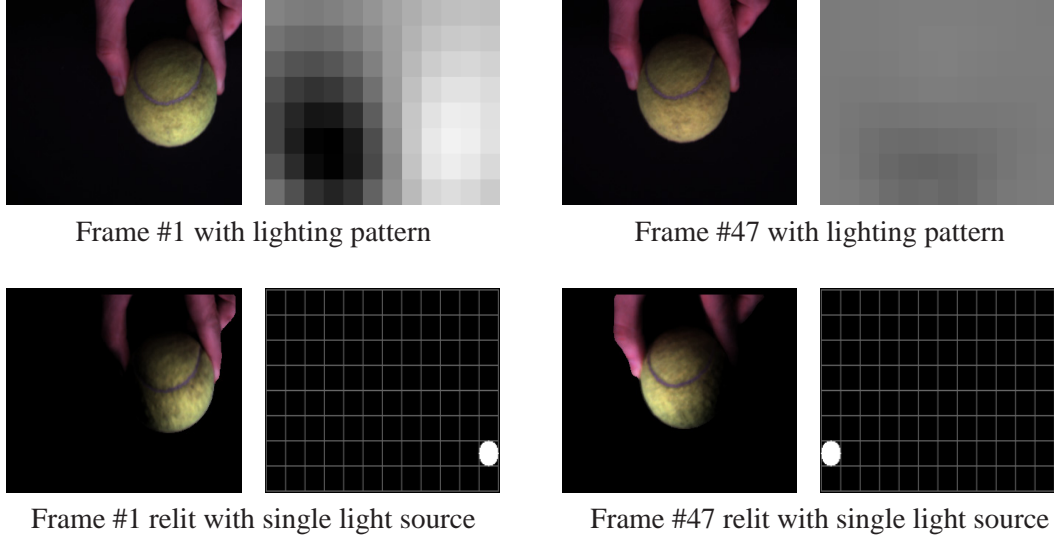 Frame #1 with lighting pattern
Frame #47 with lighting pattern
Frame #1 relit with single light source
Frame #47 relit with single light source